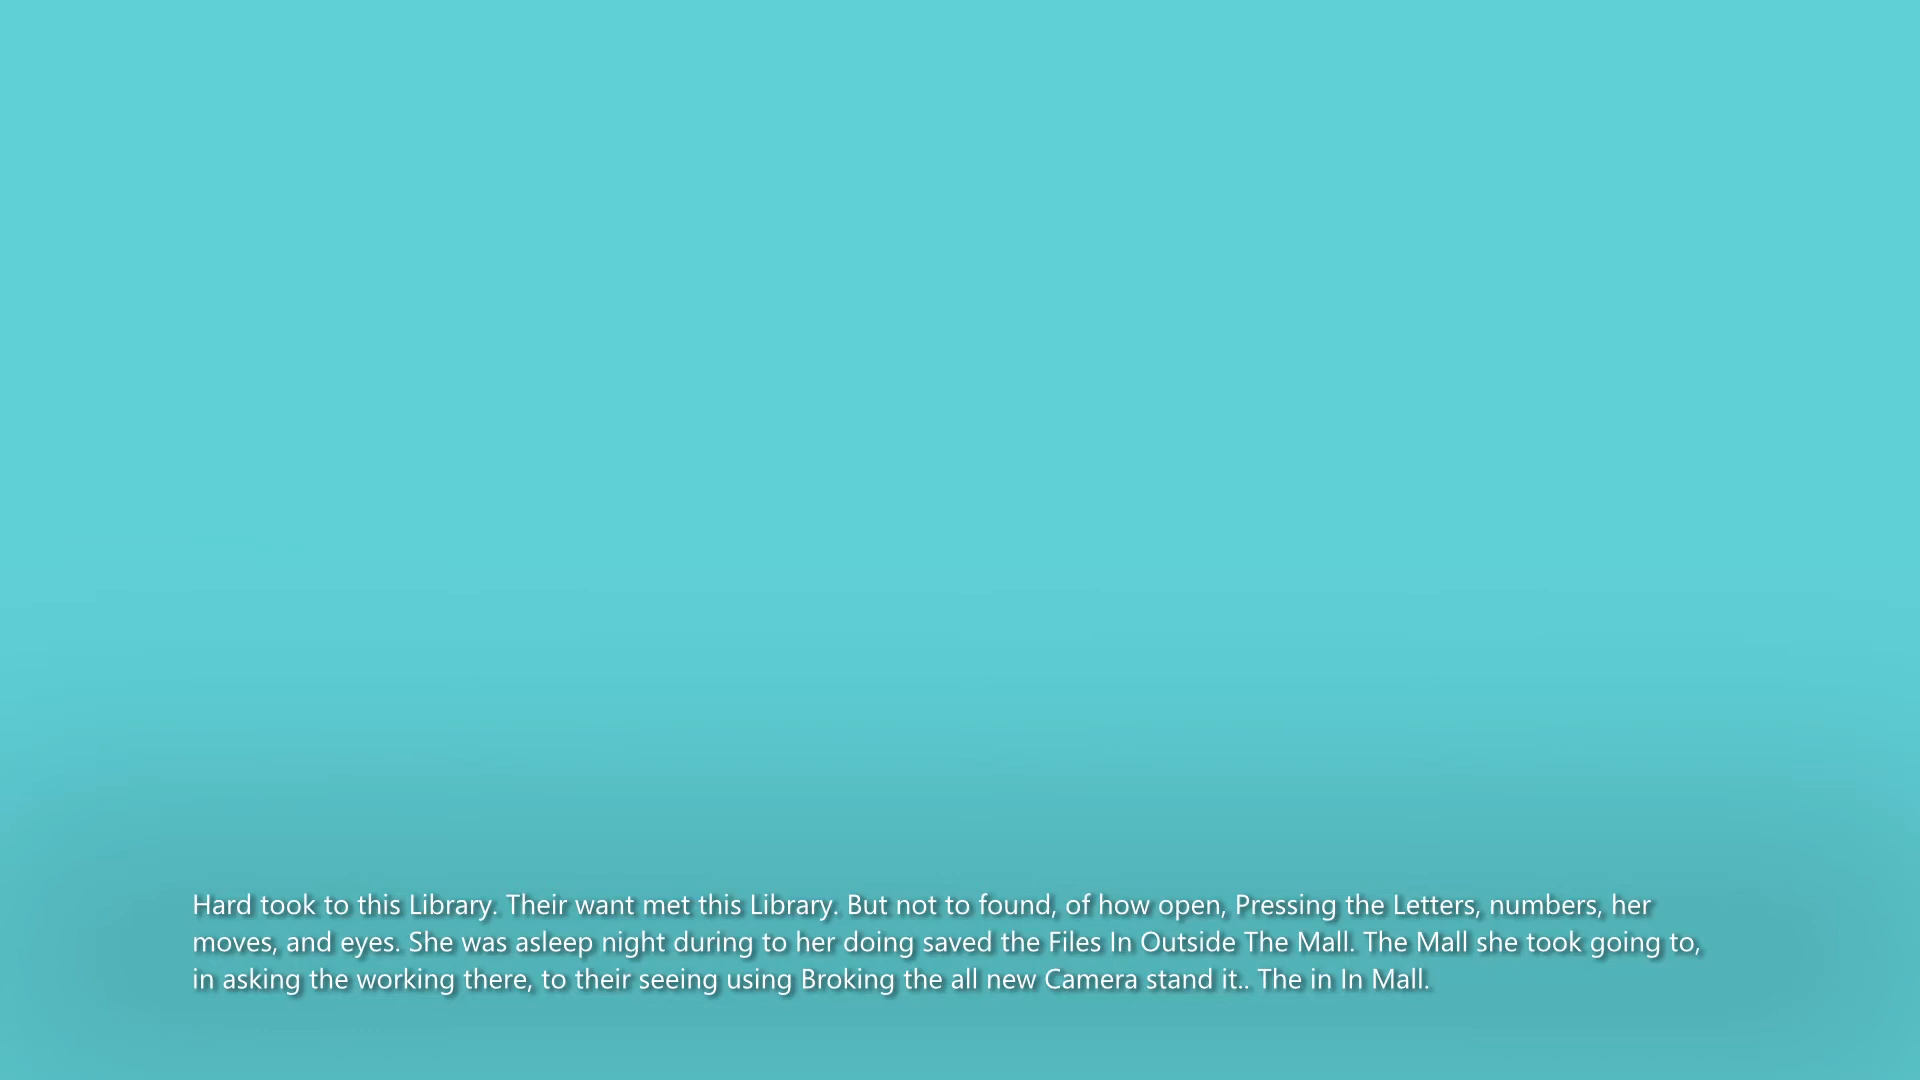 Hard took to this Library. Their want met this Library. But not to found, of how open, Pressing the Letters, numbers, her
moves, and eyes. She was asleep night during to her doing saved the Files In Outside The Mall. The Mall she took going to,
in asking the working there, to their seeing using Broking the all new Camera stand it.. The in In Mall.